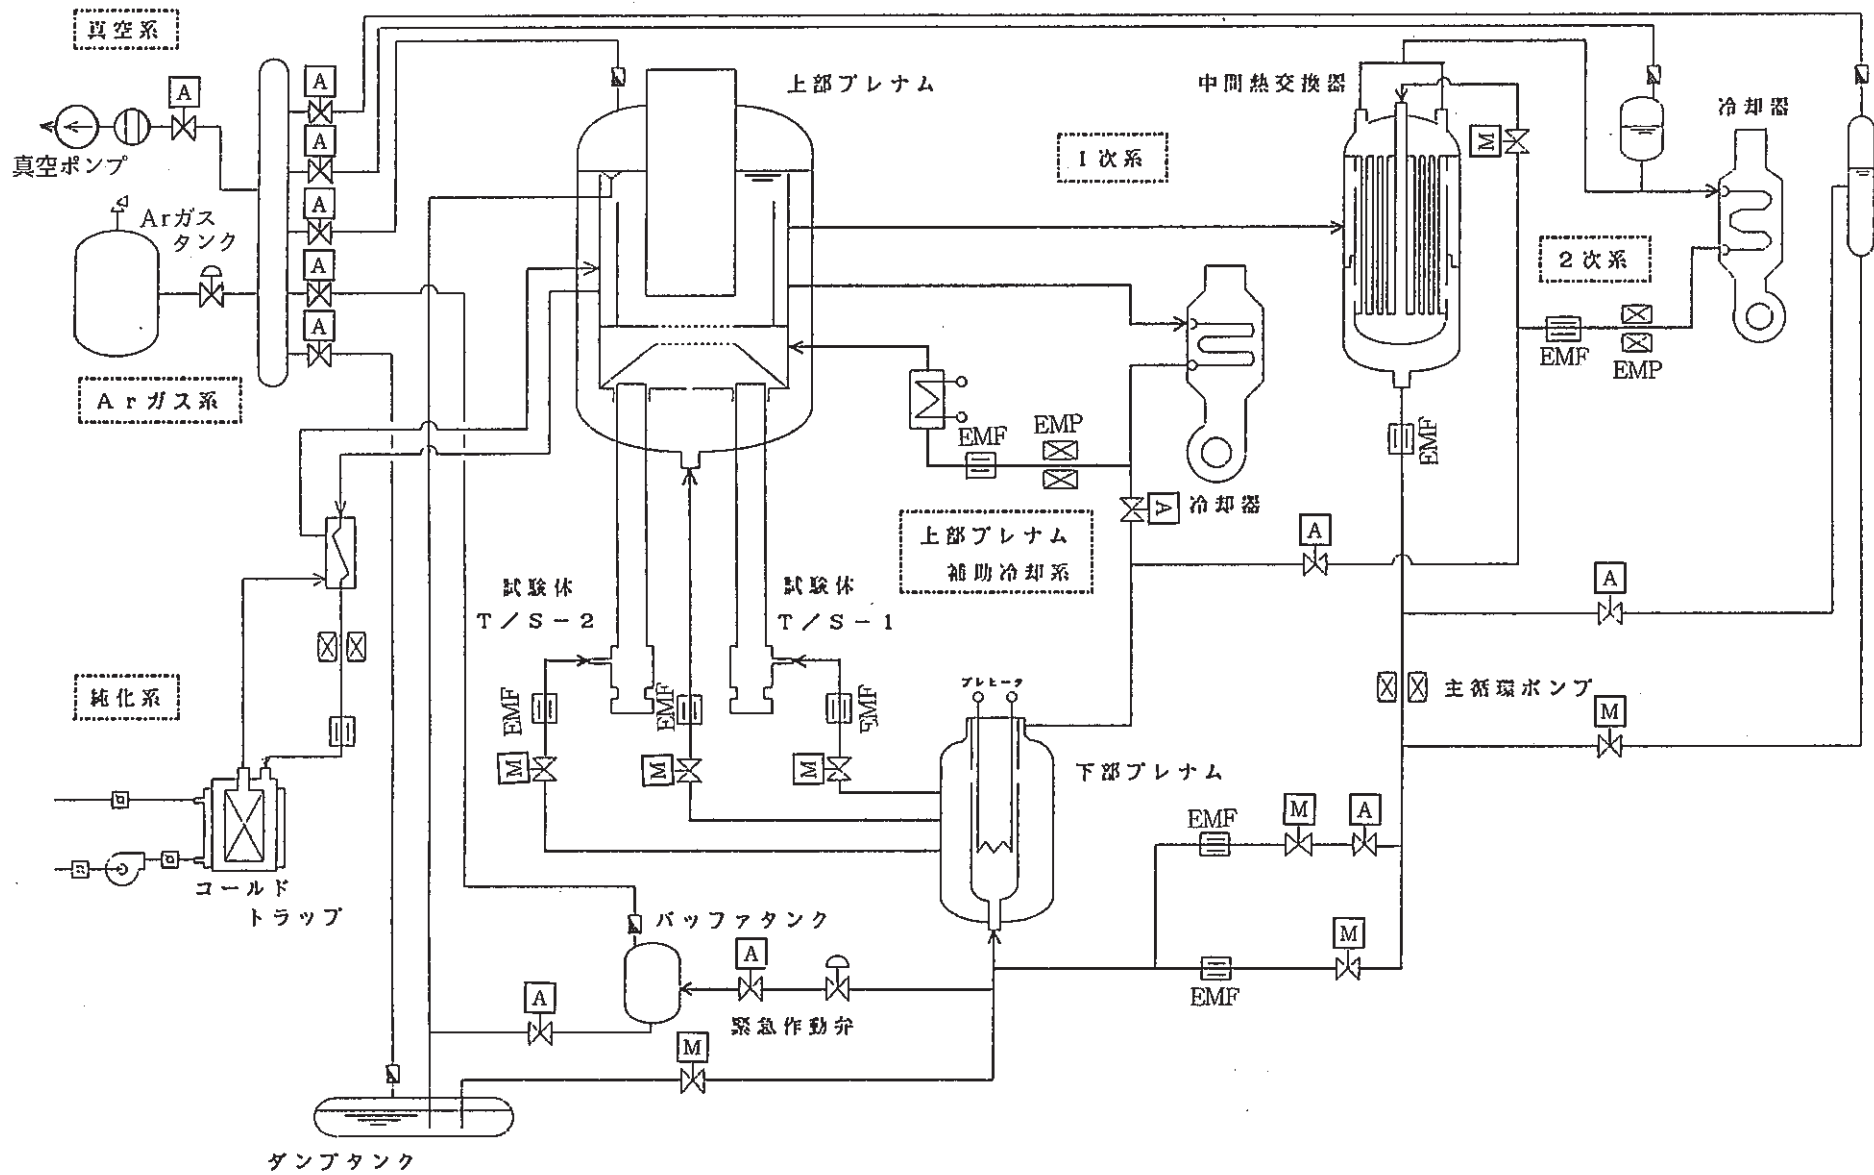 真空系
A
真空ポンプ
Arガス
タンク
A
A
A
A
A
Arガス系
上部プレナム
中間熱交換器
冷却器
1次系
M
2次系
EMF
EMP
EMF
EMP
EMF
冷却器
A
上部プレナム
補助冷却系
A
A
試験体
T/S-2
試験体
T/S-1
純化系
EMF
EMF
EMF
M
M
M
プレヒータ
主循環ポンプ
M
下部プレナム
EMF
M
A
コールド
トラップ
バッファタンク
A
M
EMF
A
緊急作動弁
M
ダンプタンク